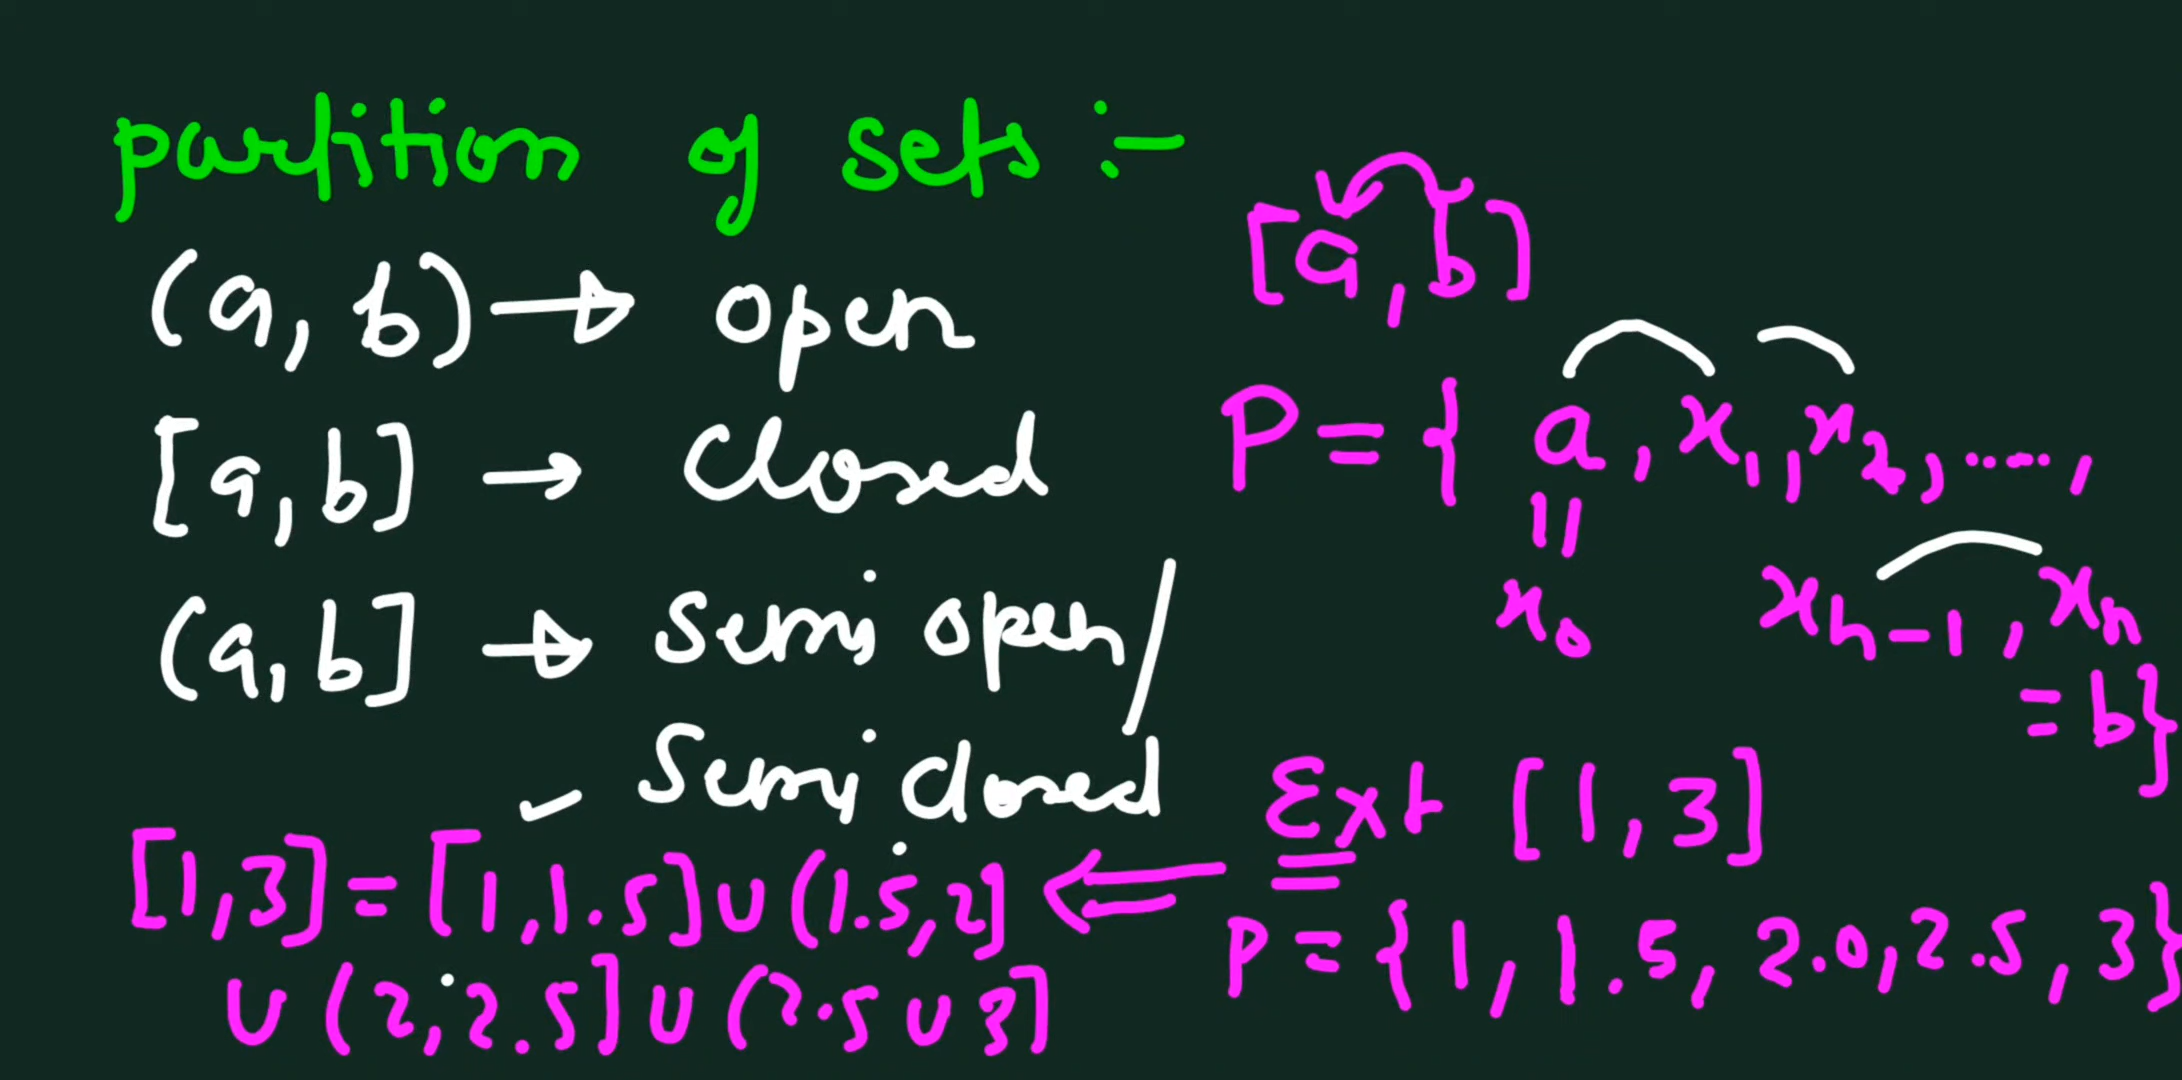 partition of sets :-
(a, b) → open
[a, b] → closed
(a, b] → semi open/
semi closed
[a, b]
P = { a, x₁, x₂, ....,
||
x₀
xₙ₋₁, xₙ
= b}
Ext [1, 3]
P = {1, 1.5, 2.0, 2.5, 3}
[1, 3] = [1, 1.5] ∪ (1.5, 2] ⇐
∪ (2, 2.5] ∪ (2.5 ∪ 3]